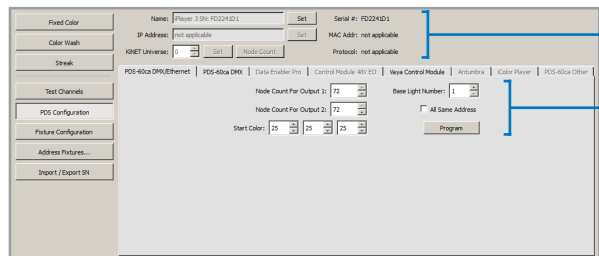 Fixed Color
Color Wash
Streak
Test Channels
PDS Configuration
Fixture Configuration
Address Fixtures...
Import / Export SN
Name: iPlayer 3 SN: FD2241D1 Set Serial #: FD2241D1
IP Address: not applicable Set MAC Addr: not applicable
KiNET Universe: 0 Set Node Count Protocol: not applicable
PDS-60ca DMX/Ethernet PDS-60ca DMX Data Enabler Pro Control Module 48V EO Vaya Control Module Antumbra iColor Player PDS-60ca Other
Node Count For Output 1: 72 Base Light Number: 1
Node Count For Output 2: 72 All Same Address
Start Color: 25 25 25 Program